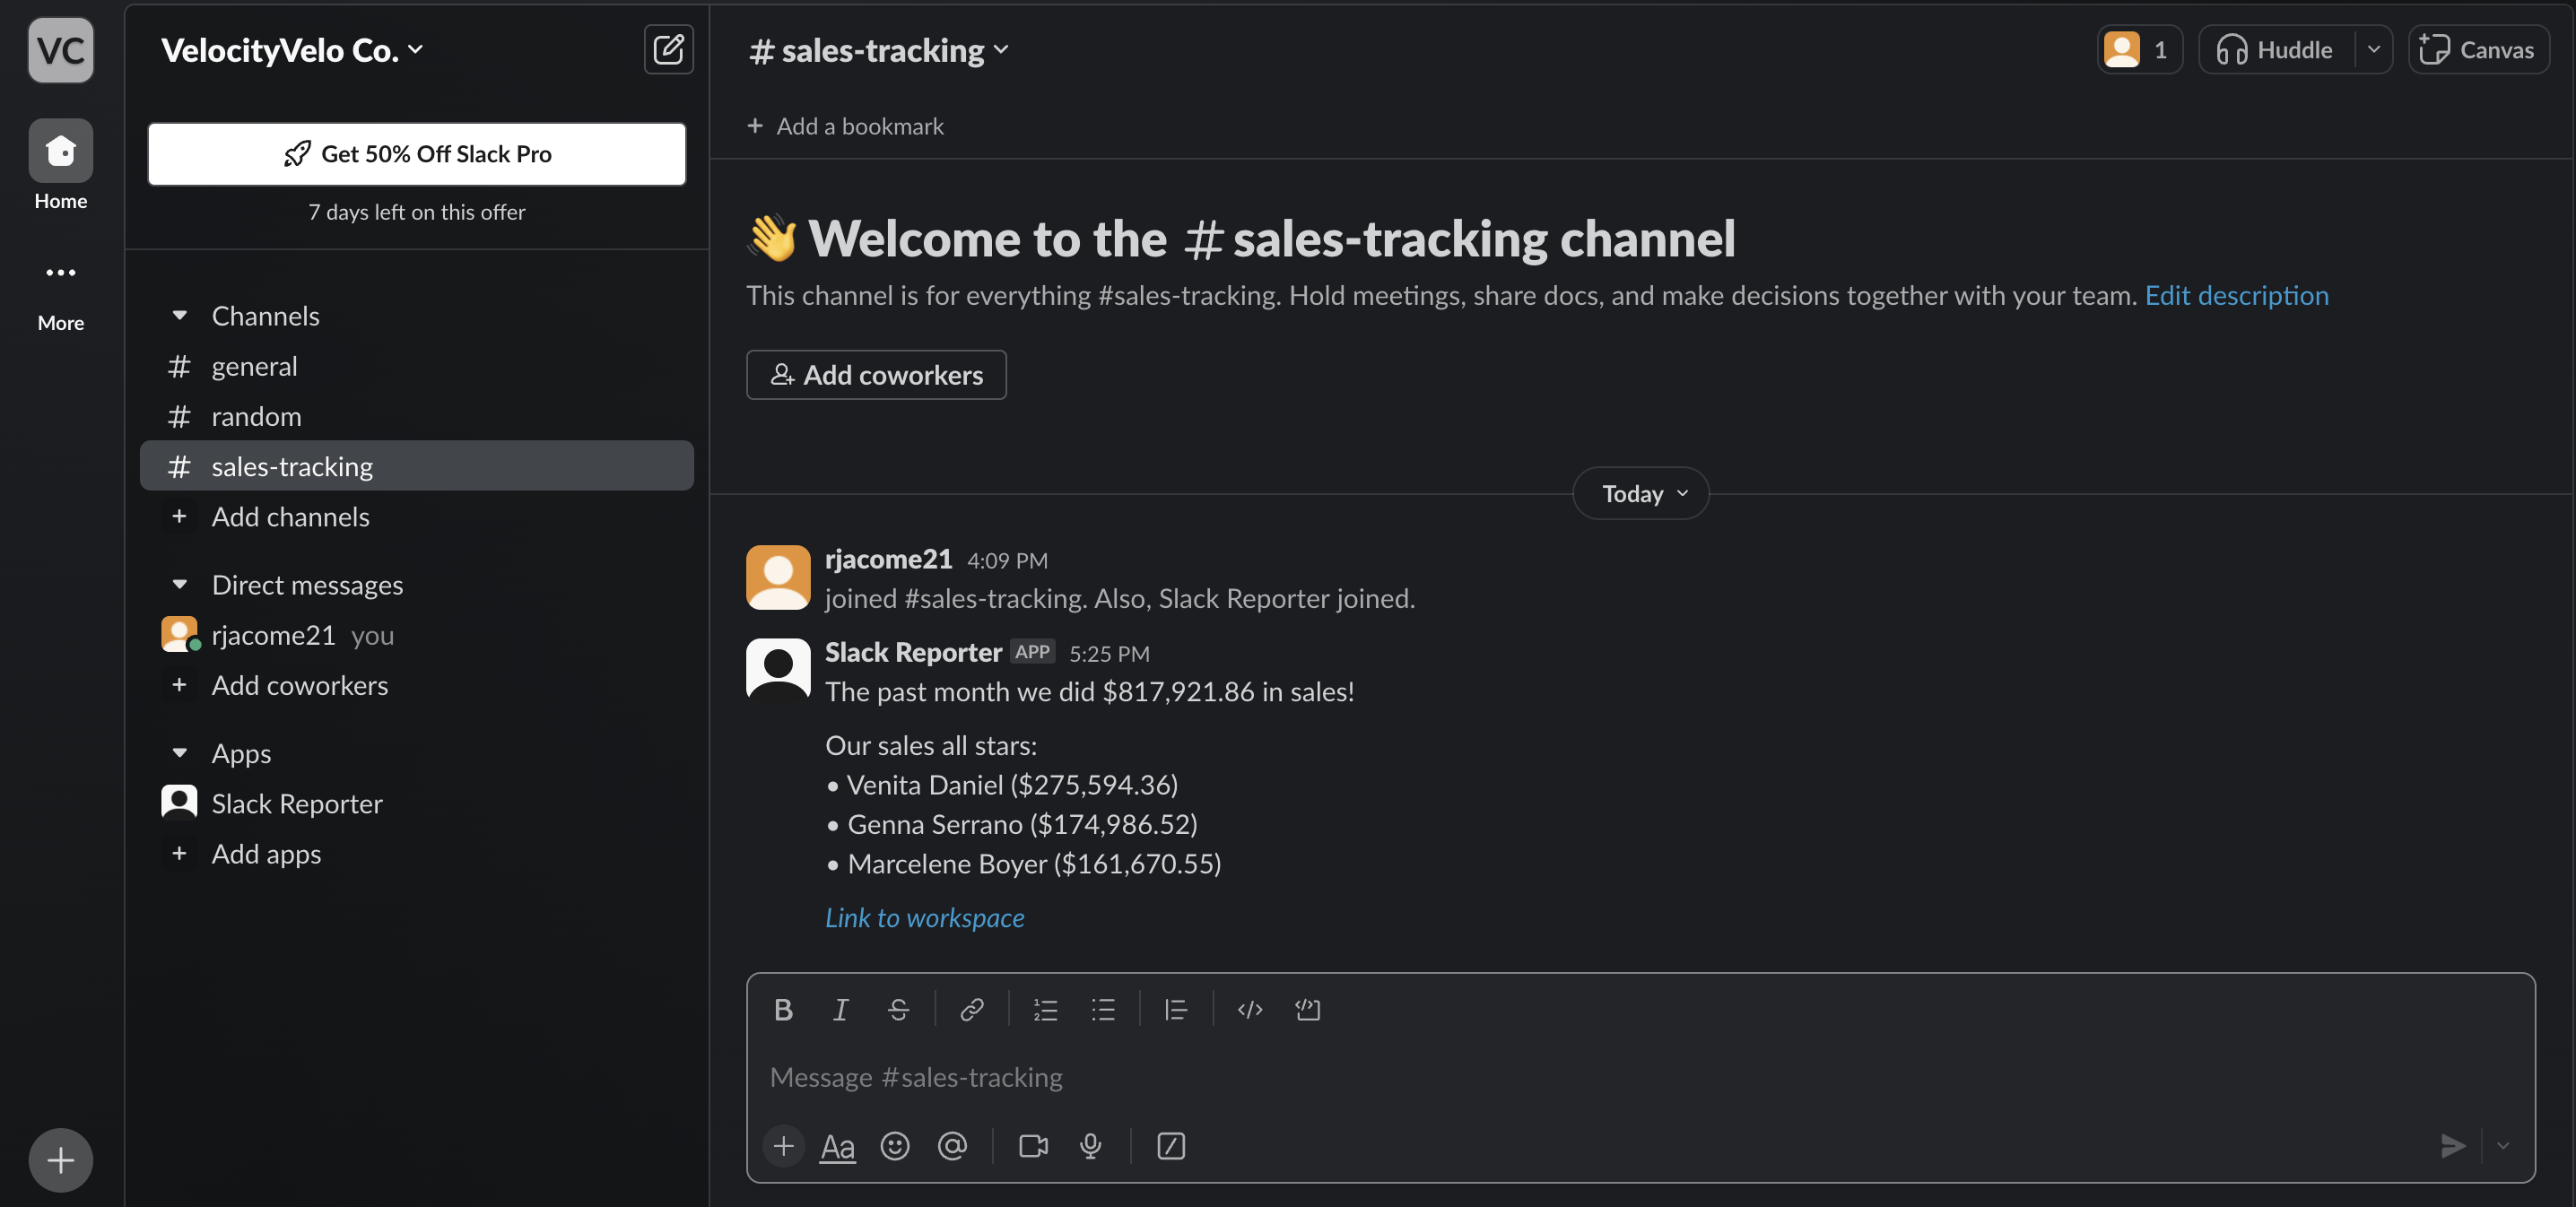 VC
Home
More
VelocityVelo Co.
Get 50% Off Slack Pro
7 days left on this offer
Channels
# general
# random
# sales-tracking
+ Add channels
Direct messages
rjacome21 you
+ Add coworkers
Apps
Slack Reporter
+ Add apps
# sales-tracking
1
Huddle
Canvas
+ Add a bookmark
👋 Welcome to the # sales-tracking channel
This channel is for everything #sales-tracking. Hold meetings, share docs, and make decisions together with your team. Edit description
Add coworkers
Today
rjacome21 4:09 PM
joined #sales-tracking. Also, Slack Reporter joined.
Slack Reporter APP 5:25 PM
The past month we did $817,921.86 in sales!
Our sales all stars:
• Venita Daniel ($275,594.36)
• Genna Serrano ($174,986.52)
• Marcelene Boyer ($161,670.55)
Link to workspace
B I S
Message #sales-tracking
+ Aa @